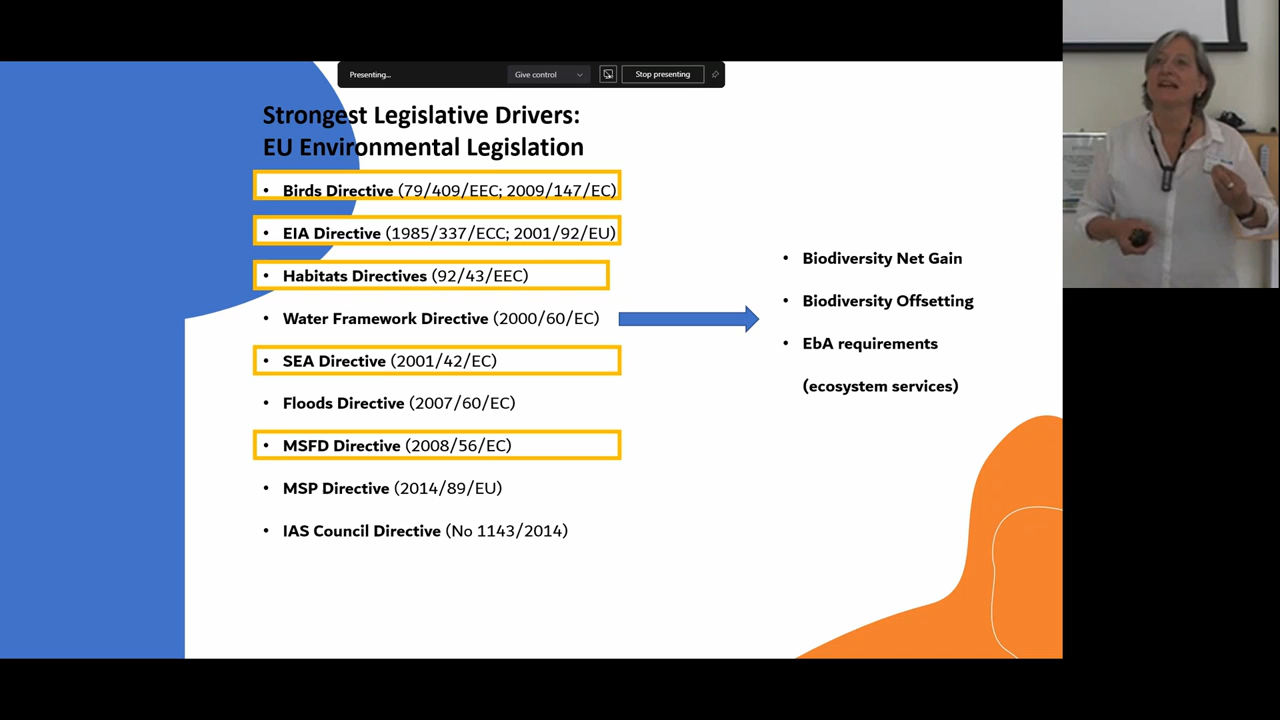 Presenting...
Give control
Stop presenting
Strongest Legislative Drivers:
EU Environmental Legislation
• Birds Directive (79/409/EEC; 2009/147/EC)
• EIA Directive (1985/337/ECC; 2001/92/EU)
• Habitats Directives (92/43/EEC)
• Water Framework Directive (2000/60/EC)
• SEA Directive (2001/42/EC)
• Floods Directive (2007/60/EC)
• MSFD Directive (2008/56/EC)
• MSP Directive (2014/89/EU)
• IAS Council Directive (No 1143/2014)
• Biodiversity Net Gain
• Biodiversity Offsetting
• EbA requirements
(ecosystem services)